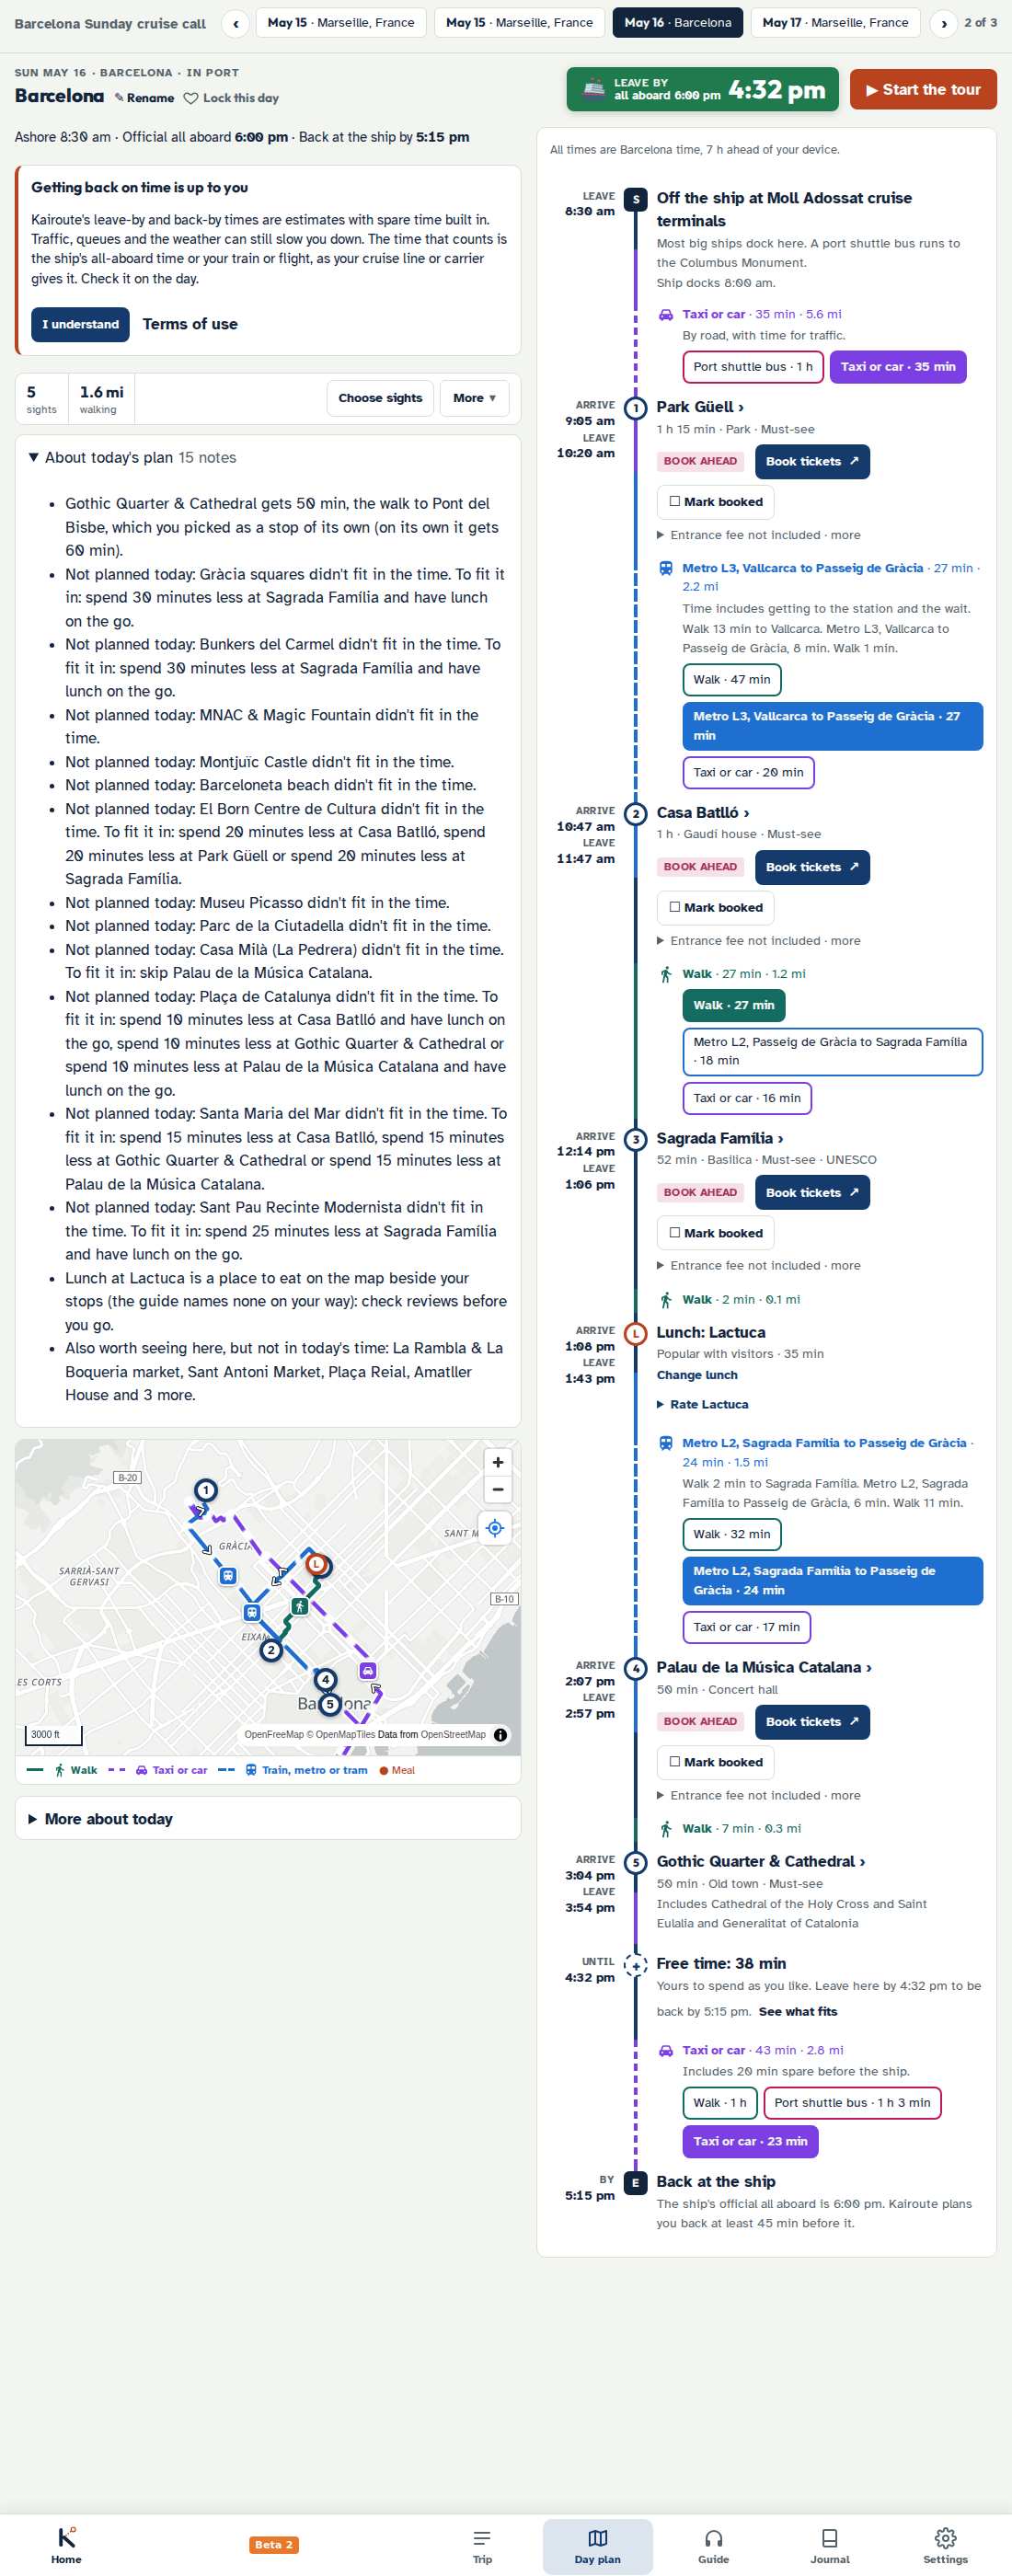 Barcelona Sunday cruise call
‹
May 15 · Marseille, France
May 15 · Marseille, France
May 16 · Barcelona
May 17 · Marseille, France
›
2 of 3
SUN MAY 16 · BARCELONA · IN PORT
Barcelona
✎ Rename
Lock this day
LEAVE BY
all aboard 6:00 pm
4:32 pm
▶ Start the tour
Ashore 8:30 am · Official all aboard 6:00 pm · Back at the ship by 5:15 pm
Getting back on time is up to you
Kairoute's leave-by and back-by times are estimates with spare time built in.
Traffic, queues and the weather can still slow you down. The time that counts is
the ship's all-aboard time or your train or flight, as your cruise line or carrier
gives it. Check it on the day.
I understand
Terms of use
5
sights
1.6 mi
walking
Choose sights
More ▼
▼ About today's plan 15 notes
• Gothic Quarter & Cathedral gets 50 min, the walk to Pont del
Bisbe, which you picked as a stop of its own (on its own it gets
60 min).
• Not planned today: Gràcia squares didn't fit in the time. To fit it
in: spend 30 minutes less at Sagrada Família and have lunch
on the go.
• Not planned today: Bunkers del Carmel didn't fit in the time. To
fit it in: spend 30 minutes less at Sagrada Família and have
lunch on the go.
• Not planned today: MNAC & Magic Fountain didn't fit in the
time.
• Not planned today: Montjuïc Castle didn't fit in the time.
• Not planned today: Barceloneta beach didn't fit in the time.
• Not planned today: El Born Centre de Cultura didn't fit in the
time. To fit it in: spend 20 minutes less at Casa Batlló, spend
20 minutes less at Park Güell or spend 20 minutes less at
Sagrada Família.
• Not planned today: Museu Picasso didn't fit in the time.
• Not planned today: Parc de la Ciutadella didn't fit in the time.
• Not planned today: Casa Milà (La Pedrera) didn't fit in the time.
To fit it in: skip Palau de la Música Catalana.
• Not planned today: Plaça de Catalunya didn't fit in the time. To
fit it in: spend 10 minutes less at Casa Batlló and have lunch on
the go, spend 10 minutes less at Gothic Quarter & Cathedral or
spend 10 minutes less at Palau de la Música Catalana and have
lunch on the go.
• Not planned today: Santa Maria del Mar didn't fit in the time. To
fit it in: spend 15 minutes less at Casa Batlló, spend 15 minutes
less at Gothic Quarter & Cathedral or spend 15 minutes less at
Palau de la Música Catalana.
• Not planned today: Sant Pau Recinte Modernista didn't fit in
the time. To fit it in: spend 25 minutes less at Sagrada Família
and have lunch on the go.
• Lunch at Lactuca is a place to eat on the map beside your
stops (the guide names none on your way): check reviews before
you go.
• Also worth seeing here, but not in today's time: La Rambla & La
Boqueria market, Sant Antoni Market, Plaça Reial, Amatller
House and 3 more.
B-20
1
+
−
SANT M
GRÀCIA
L
SARRIÀ-SANT
GERVASI
B-10
EIXAM
2
ES CORTS
4
5
3000 ft
OpenFreeMap © OpenMapTiles Data from OpenStreetMap
Walk
Taxi or car
Train, metro or tram
Meal
▶ More about today
All times are Barcelona time, 7 h ahead of your device.
LEAVE
8:30 am
S
Off the ship at Moll Adossat cruise
terminals
Most big ships dock here. A port shuttle bus runs to
the Columbus Monument.
Ship docks 8:00 am.
Taxi or car · 35 min · 5.6 mi
By road, with time for traffic.
Port shuttle bus · 1 h
Taxi or car · 35 min
ARRIVE
9:05 am
LEAVE
10:20 am
1
Park Güell ›
1 h 15 min · Park · Must-see
BOOK AHEAD
Book tickets ↗
☐ Mark booked
▶ Entrance fee not included · more
Metro L3, Vallcarca to Passeig de Gràcia · 27 min ·
2.2 mi
Time includes getting to the station and the wait.
Walk 13 min to Vallcarca. Metro L3, Vallcarca to
Passeig de Gràcia, 8 min. Walk 1 min.
Walk · 47 min
Metro L3, Vallcarca to Passeig de Gràcia · 27
min
Taxi or car · 20 min
ARRIVE
10:47 am
LEAVE
11:47 am
2
Casa Batlló ›
1 h · Gaudí house · Must-see
BOOK AHEAD
Book tickets ↗
☐ Mark booked
▶ Entrance fee not included · more
Walk · 27 min · 1.2 mi
Walk · 27 min
Metro L2, Passeig de Gràcia to Sagrada Família
· 18 min
Taxi or car · 16 min
ARRIVE
12:14 pm
LEAVE
1:06 pm
3
Sagrada Família ›
52 min · Basilica · Must-see · UNESCO
BOOK AHEAD
Book tickets ↗
☐ Mark booked
▶ Entrance fee not included · more
Walk · 2 min · 0.1 mi
ARRIVE
1:08 pm
LEAVE
1:43 pm
L
Lunch: Lactuca
Popular with visitors · 35 min
Change lunch
▶ Rate Lactuca
Metro L2, Sagrada Família to Passeig de Gràcia ·
24 min · 1.5 mi
Walk 2 min to Sagrada Família. Metro L2, Sagrada
Família to Passeig de Gràcia, 6 min. Walk 11 min.
Walk · 32 min
Metro L2, Sagrada Família to Passeig de
Gràcia · 24 min
Taxi or car · 17 min
ARRIVE
2:07 pm
LEAVE
2:57 pm
4
Palau de la Música Catalana ›
50 min · Concert hall
BOOK AHEAD
Book tickets ↗
☐ Mark booked
▶ Entrance fee not included · more
Walk · 7 min · 0.3 mi
ARRIVE
3:04 pm
LEAVE
3:54 pm
5
Gothic Quarter & Cathedral ›
50 min · Old town · Must-see
Includes Cathedral of the Holy Cross and Saint
Eulalia and Generalitat of Catalonia
UNTIL
4:32 pm
+
Free time: 38 min
Yours to spend as you like. Leave here by 4:32 pm to be
back by 5:15 pm. See what fits
Taxi or car · 43 min · 2.8 mi
Includes 20 min spare before the ship.
Walk · 1 h
Port shuttle bus · 1 h 3 min
Taxi or car · 23 min
BY
5:15 pm
E
Back at the ship
The ship's official all aboard is 6:00 pm. Kairoute plans
you back at least 45 min before it.
Home
Beta 2
Trip
Day plan
Guide
Journal
Settings